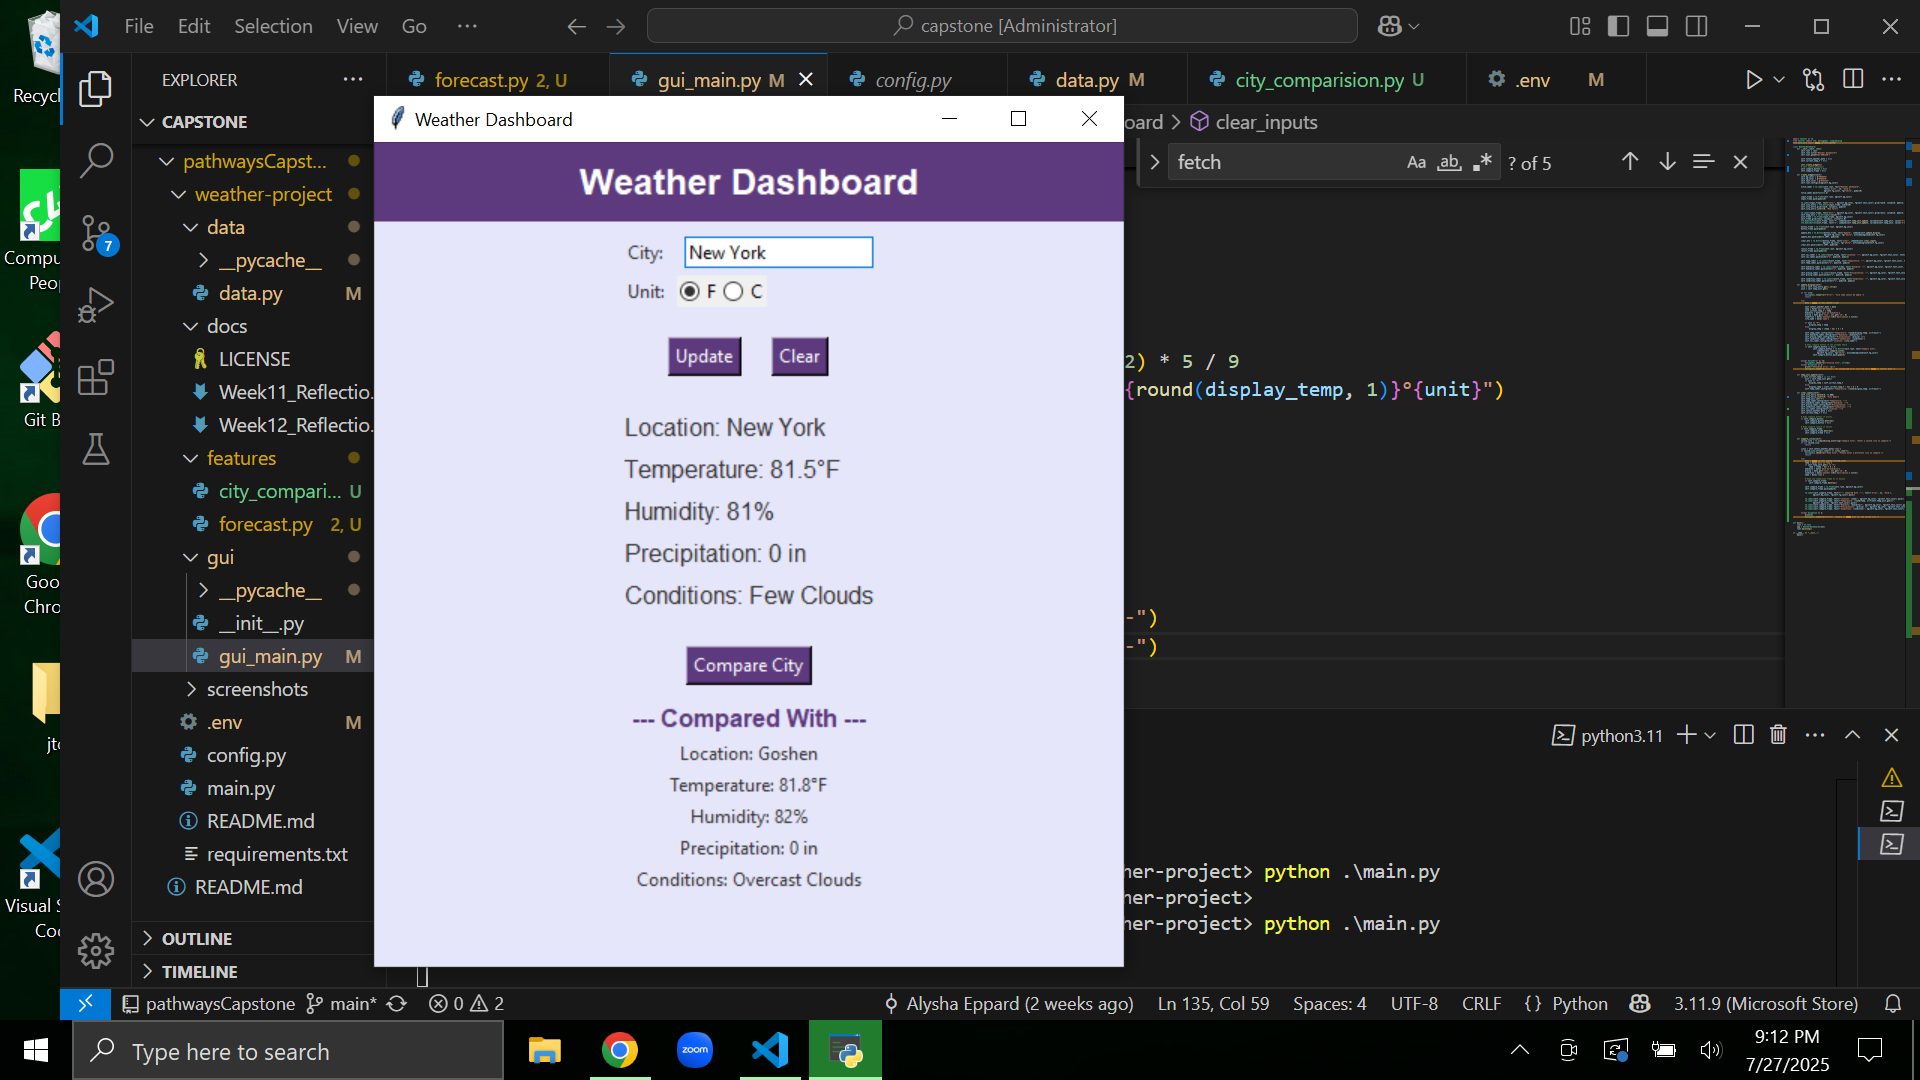 File Edit Selection View Go ···
capstone [Administrator]
EXPLORER
forecast.py 2, U
gui_main.py M
config.py
data.py M
city_comparision.py U
.env M
CAPSTONE
pathwaysCapst...
weather-project
data
__pycache__
data.py M
docs
LICENSE
Week11_Reflectio...
Week12_Reflectio...
features
city_compari... U
forecast.py 2, U
gui
__pycache__
__init__.py
gui_main.py M
screenshots
.env M
config.py
main.py
README.md
requirements.txt
README.md
OUTLINE
TIMELINE
7
Weather Dashboard
Weather Dashboard
City: New York
Unit: F C
Update Clear
Location: New York
Temperature: 81.5°F
Humidity: 81%
Precipitation: 0 in
Conditions: Few Clouds
Compare City
--- Compared With ---
Location: Goshen
Temperature: 81.8°F
Humidity: 82%
Precipitation: 0 in
Conditions: Overcast Clouds
oard > clear_inputs
fetch Aa ab .* ? of 5
2) * 5 / 9
{round(display_temp, 1)}°{unit}")
-")
-")
python3.11
her-project> python .\main.py
her-project>
her-project> python .\main.py
pathwaysCapstone main* 0 2
Alysha Eppard (2 weeks ago) Ln 135, Col 59 Spaces: 4 UTF-8 CRLF {} Python 3.11.9 (Microsoft Store)
Recycl
Compu
Peop
Git B
Goo
Chro
jto
Visual S
Coo
Type here to search
zoom
9:12 PM
7/27/2025